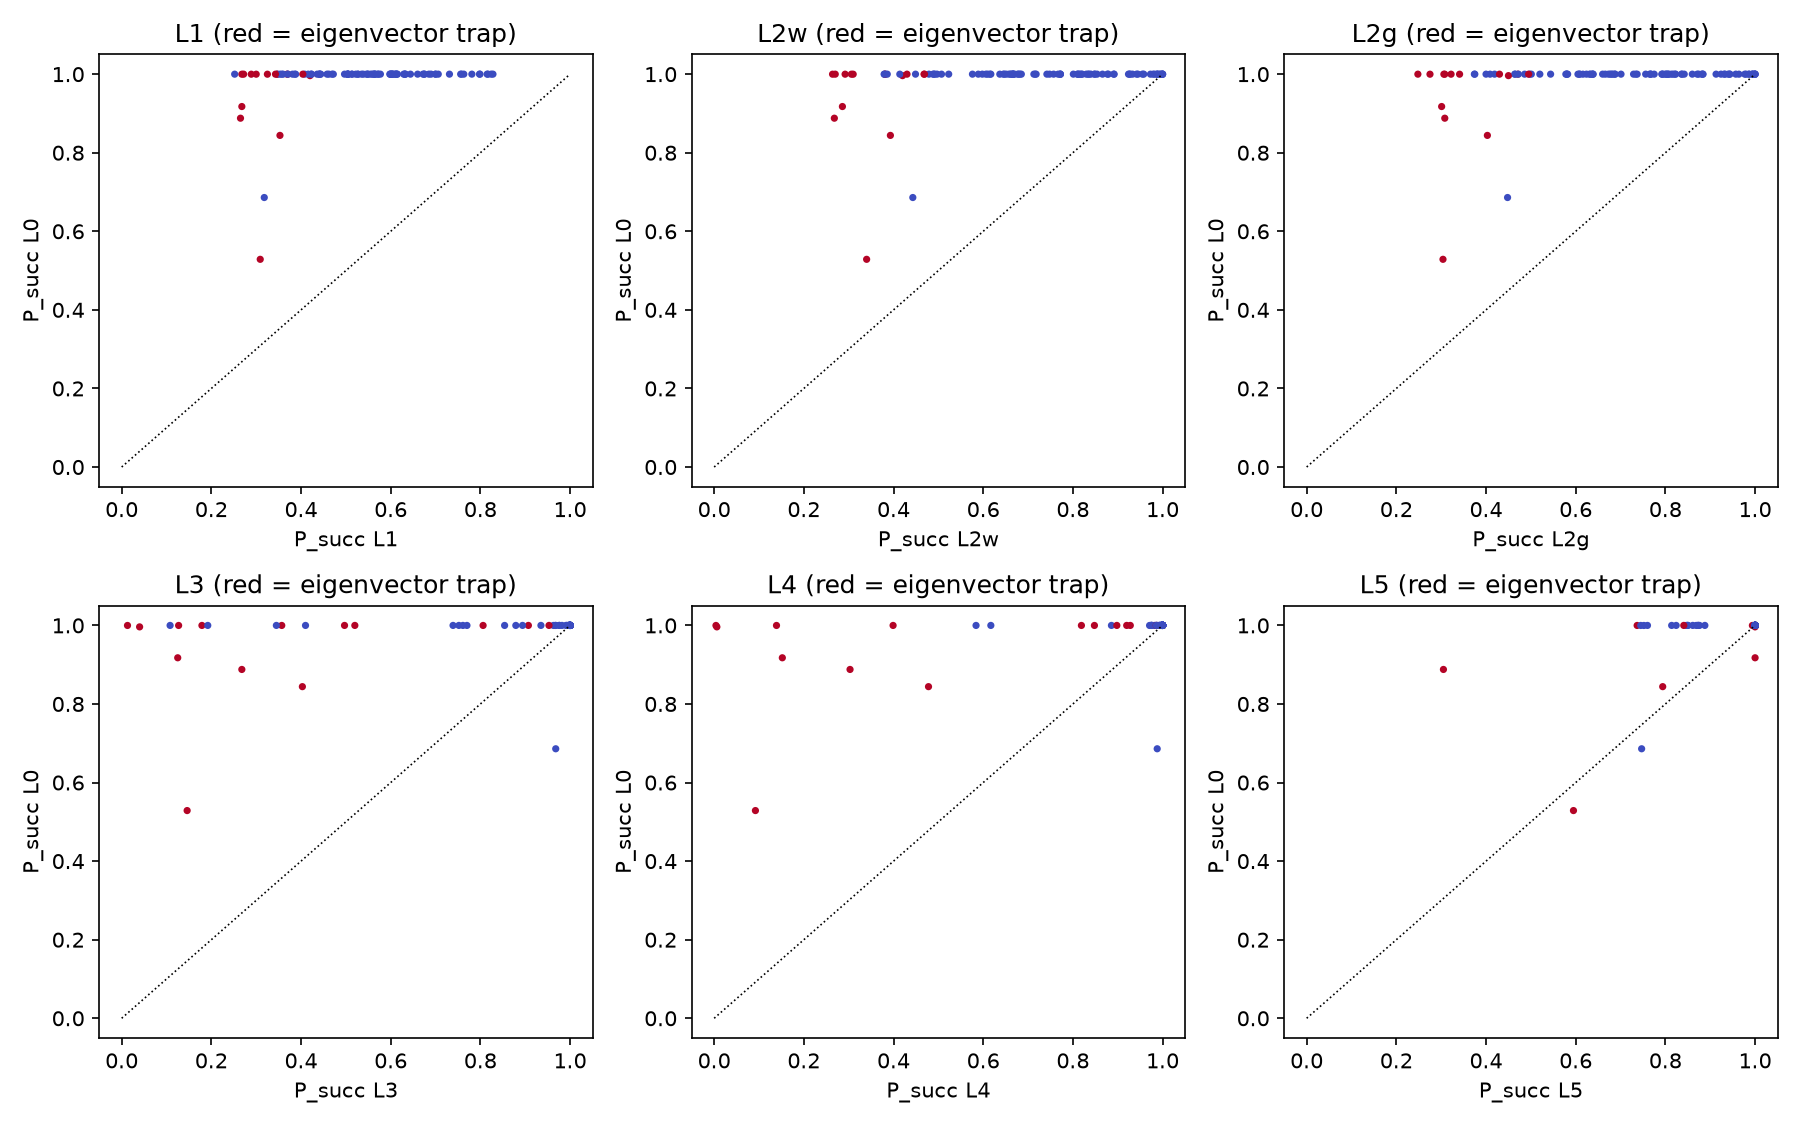 L1 (red = eigenvector trap)
P_succ L0
1.0
0.8
0.6
0.4
0.2
0.0
0.0 0.2 0.4 0.6 0.8 1.0
P_succ L1
L2w (red = eigenvector trap)
P_succ L0
1.0
0.8
0.6
0.4
0.2
0.0
0.0 0.2 0.4 0.6 0.8 1.0
P_succ L2w
L2g (red = eigenvector trap)
P_succ L0
1.0
0.8
0.6
0.4
0.2
0.0
0.0 0.2 0.4 0.6 0.8 1.0
P_succ L2g
L3 (red = eigenvector trap)
P_succ L0
1.0
0.8
0.6
0.4
0.2
0.0
0.0 0.2 0.4 0.6 0.8 1.0
P_succ L3
L4 (red = eigenvector trap)
P_succ L0
1.0
0.8
0.6
0.4
0.2
0.0
0.0 0.2 0.4 0.6 0.8 1.0
P_succ L4
L5 (red = eigenvector trap)
P_succ L0
1.0
0.8
0.6
0.4
0.2
0.0
0.0 0.2 0.4 0.6 0.8 1.0
P_succ L5